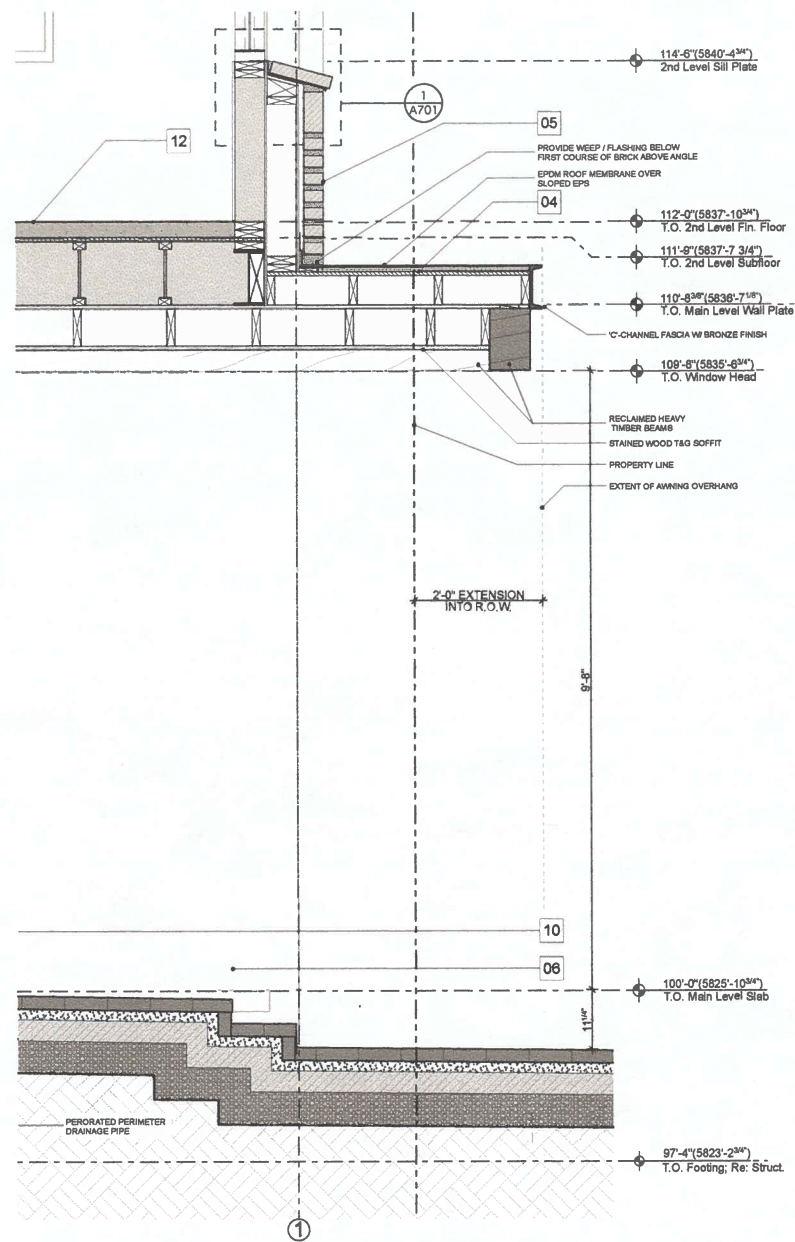 114'-6"(5840'-4 3/4")
2nd Level Sill Plate
1
A701
05
12
PROVIDE WEEP / FLASHING BELOW
FIRST COURSE OF BRICK ABOVE ANGLE
EPDM ROOF MEMBRANE OVER
SLOPED EPS
04
112'-0"(5837'-10 3/4")
T.O. 2nd Level Fin. Floor
111'-9"(5837'-7 3/4")
T.O. 2nd Level Subfloor
110'-8 3/8"(5836'-7 1/8")
T.O. Main Level Wall Plate
'C'-CHANNEL FASCIA W/ BRONZE FINISH
109'-8"(5835'-6 3/4")
T.O. Window Head
RECLAIMED HEAVY
TIMBER BEAMS
STAINED WOOD T&G SOFFIT
PROPERTY LINE
EXTENT OF AWNING OVERHANG
2'-0" EXTENSION
INTO R.O.W.
9'-8"
10
06
100'-0"(5825'-10 3/4")
T.O. Main Level Slab
11 1/4"
PERORATED PERIMETER
DRAINAGE PIPE
97'-4"(5823'-2 3/4")
T.O. Footing; Re: Struct.
1